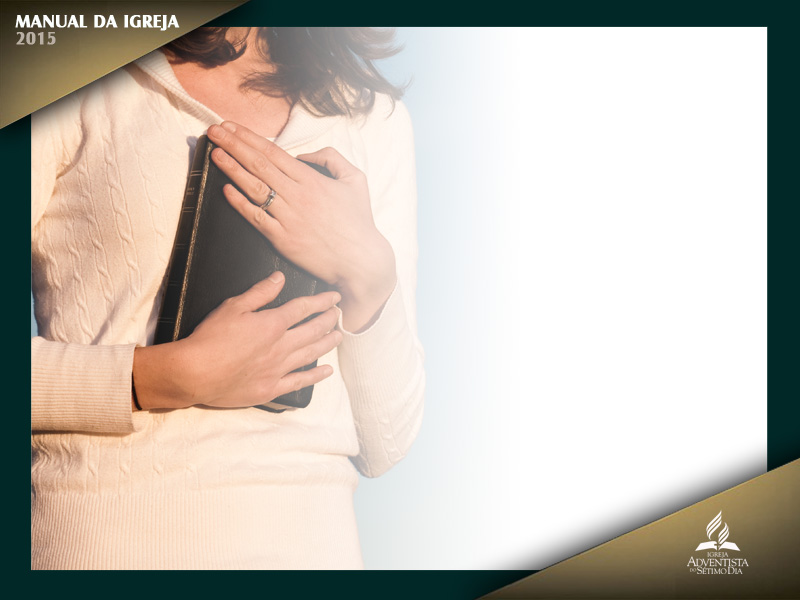 MANUAL DA IGREJA
2015
IGREJA
ADVENTISTA
DO SÉTIMO DIA